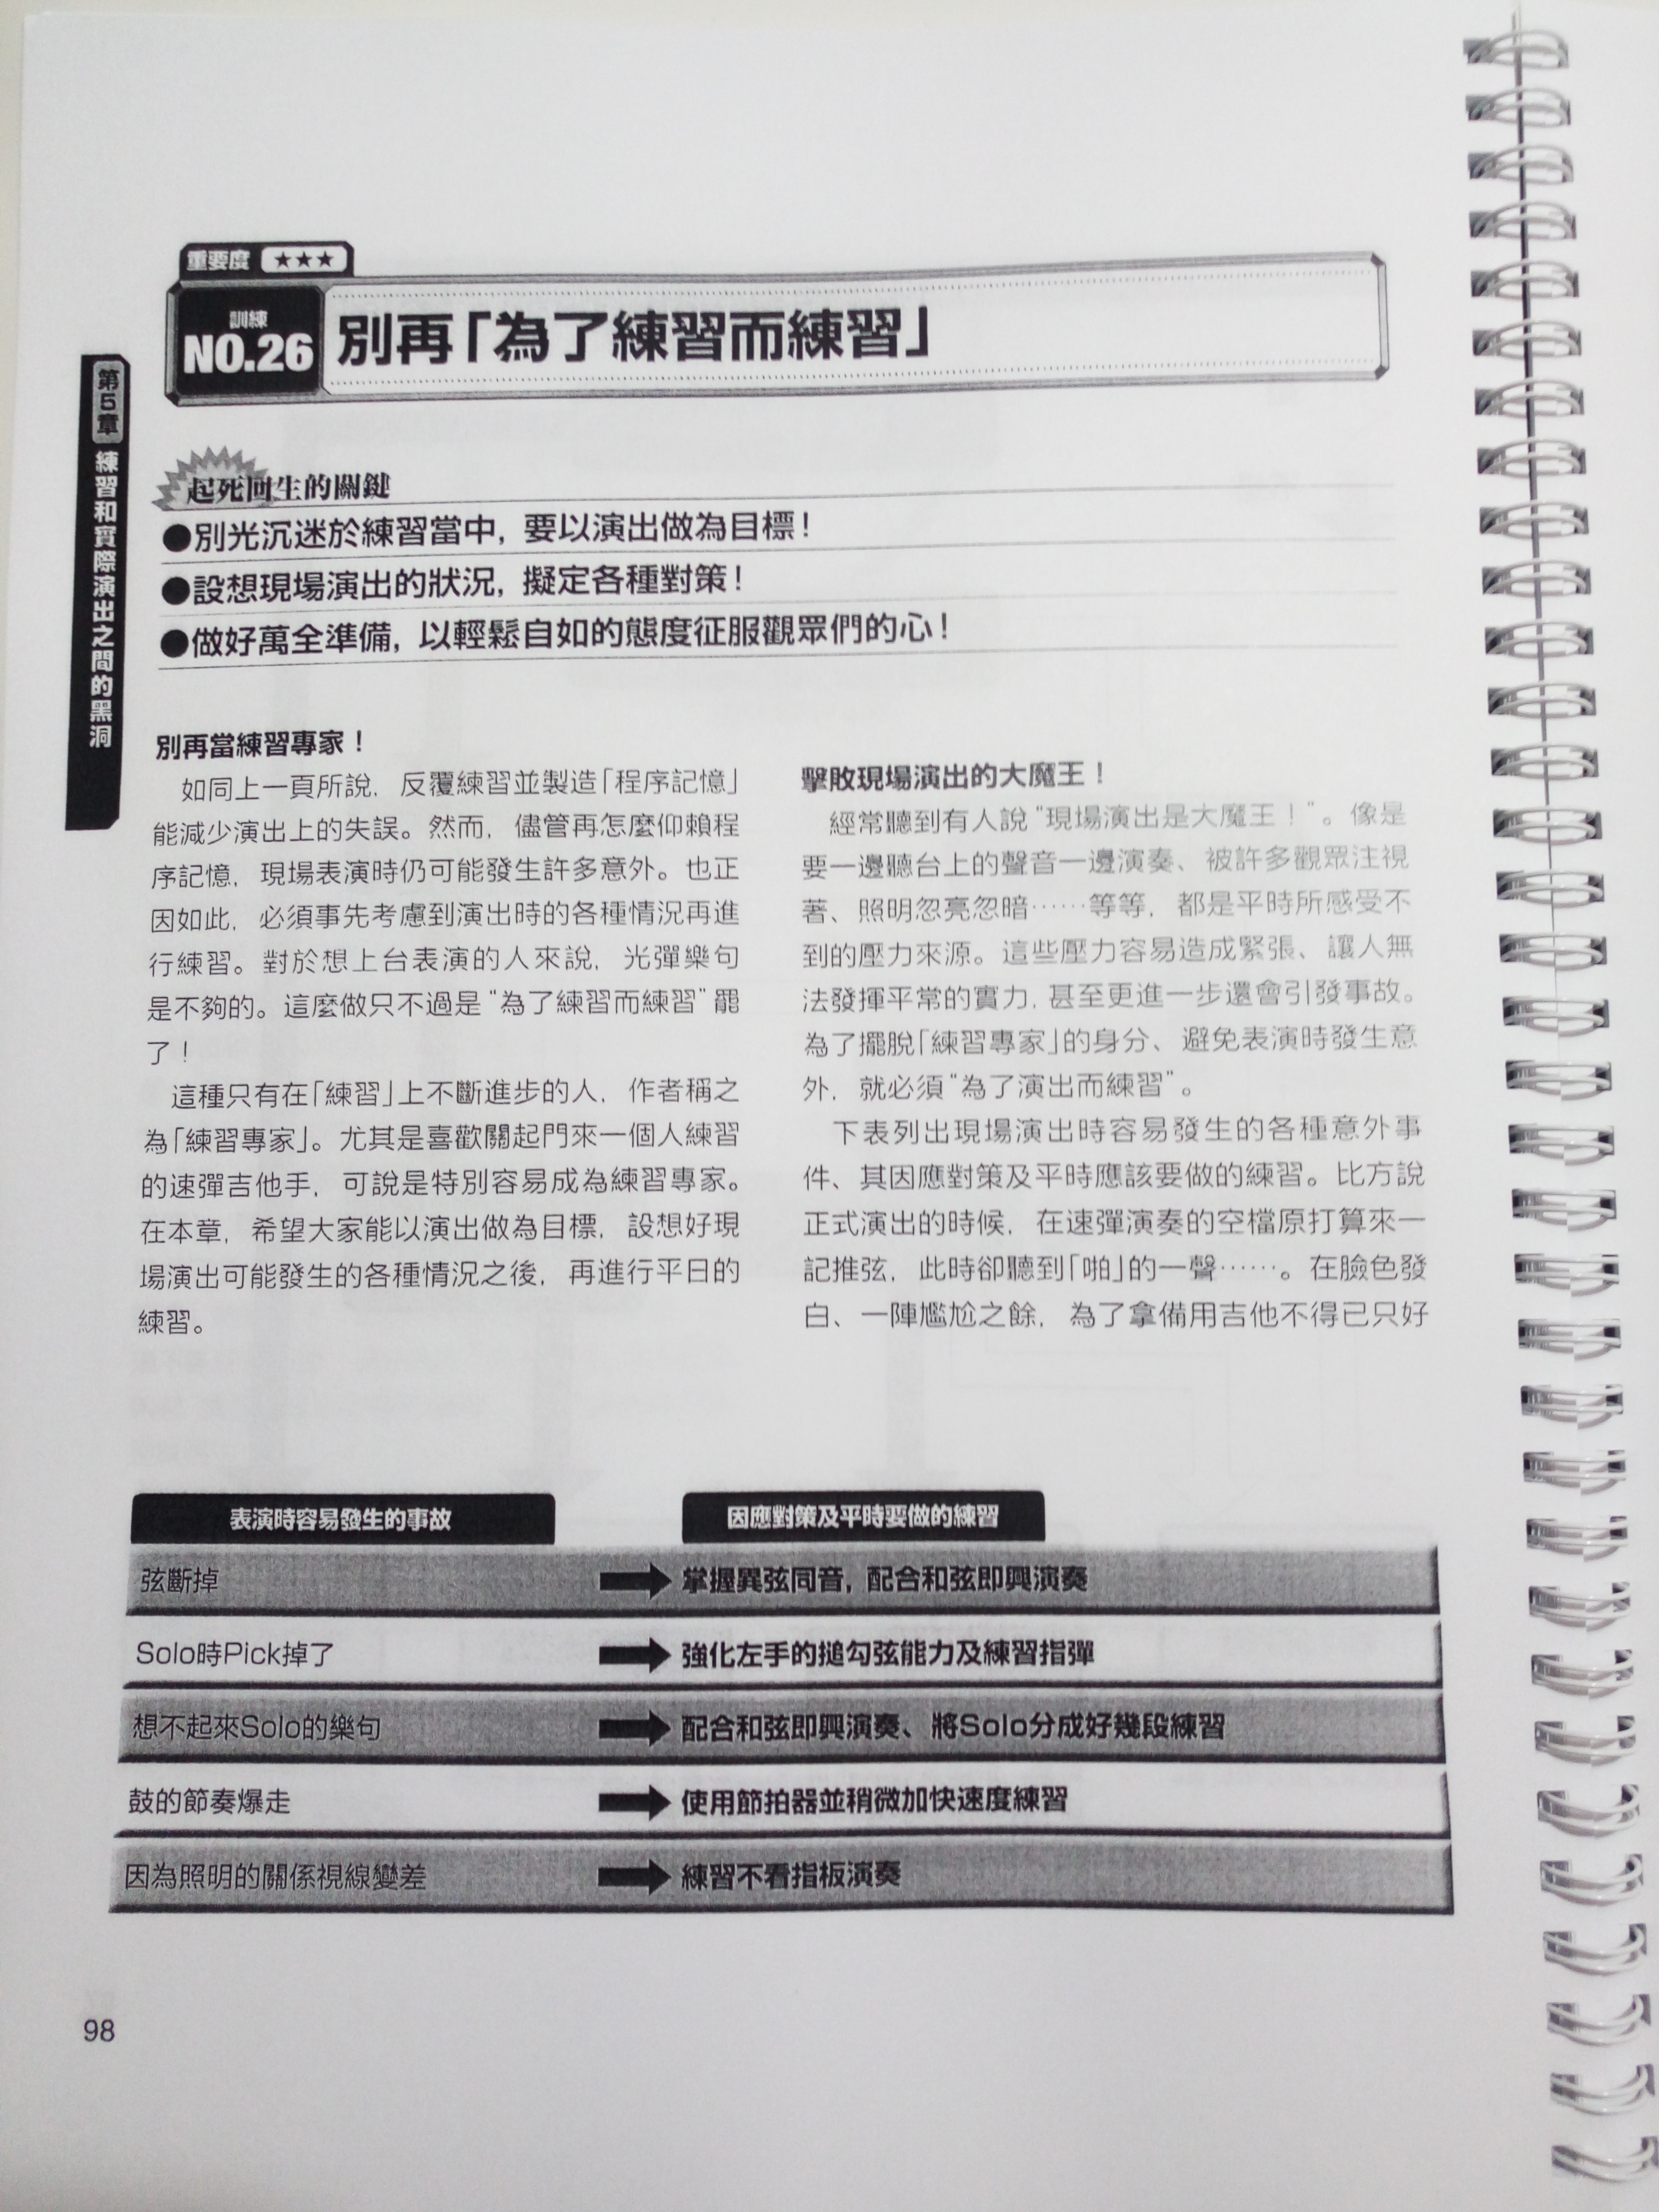 重要度 ★★★
訓練
NO.26
別再「為了練習而練習」
第5章 練習和實際演出之間的黑洞
起死回生的關鍵
●別光沉迷於練習當中，要以演出做為目標！
●設想現場演出的狀況，擬定各種對策！
●做好萬全準備，以輕鬆自如的態度征服觀眾們的心！
別再當練習專家！
如同上一頁所說，反覆練習並製造「程序記憶」
能減少演出上的失誤。然而，儘管再怎麼仰賴程
序記憶，現場表演時仍可能發生許多意外。也正
因如此，必須事先考慮到演出時的各種情況再進
行練習。對於想上台表演的人來說，光彈樂句
是不夠的。這麼做只不過是“為了練習而練習”罷
了！
這種只有在「練習」上不斷進步的人，作者稱之
為「練習專家」。尤其是喜歡關起門來一個人練習
的速彈吉他手，可說是特別容易成為練習專家。
在本章，希望大家能以演出做為目標，設想好現
場演出可能發生的各種情況之後，再進行平日的
練習。
擊敗現場演出的大魔王！
經常聽到有人說“現場演出是大魔王！”。像是
要一邊聽台上的聲音一邊演奏、被許多觀眾注視
著、照明忽亮忽暗……等等，都是平時所感受不
到的壓力來源。這些壓力容易造成緊張、讓人無
法發揮平常的實力，甚至更進一步還會引發事故。
為了擺脫「練習專家」的身分、避免表演時發生意
外，就必須“為了演出而練習”。
下表列出現場演出時容易發生的各種意外事
件、其因應對策及平時應該要做的練習。比方說
正式演出的時候，在速彈演奏的空檔原打算來一
記推弦，此時卻聽到「啪」的一聲……。在臉色發
白、一陣尷尬之餘，為了拿備用吉他不得已只好
表演時容易發生的事故
因應對策及平時要做的練習
弦斷掉 ➡ 掌握異弦同音，配合和弦即興演奏
Solo時Pick掉了 ➡ 強化左手的搥勾弦能力及練習指彈
想不起來Solo的樂句 ➡ 配合和弦即興演奏、將Solo分成好幾段練習
鼓的節奏爆走 ➡ 使用節拍器並稍微加快速度練習
因為照明的關係視線變差 ➡ 練習不看指板演奏
98